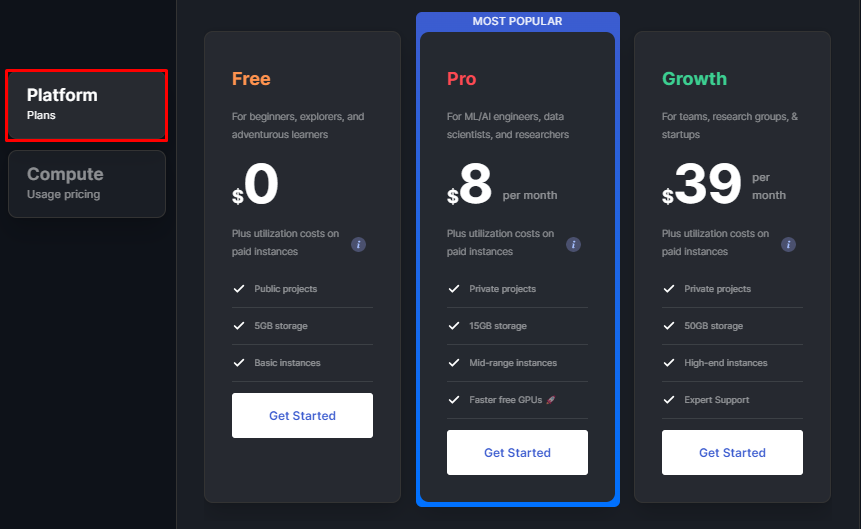 Platform
Plans
Compute
Usage pricing
Free
For beginners, explorers, and
adventurous learners
$0
Plus utilization costs on
paid instances
i
Public projects
5GB storage
Basic instances
Get Started
MOST POPULAR
Pro
For ML/AI engineers, data
scientists, and researchers
$8 per month
Plus utilization costs on
paid instances
i
Private projects
15GB storage
Mid-range instances
Faster free GPUs 🚀
Get Started
Growth
For teams, research groups, &
startups
$39 per
month
Plus utilization costs on
paid instances
i
Private projects
50GB storage
High-end instances
Expert Support
Get Started